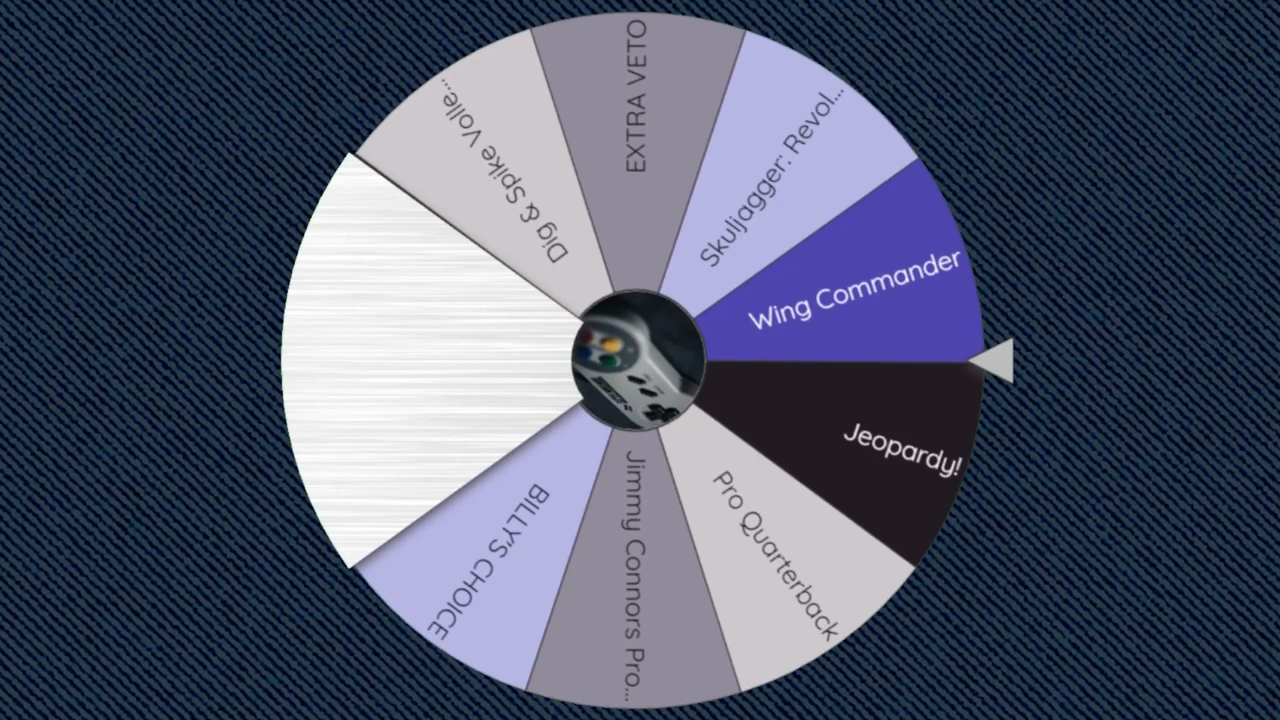 EXTRA VETO
Skuljagger: Revol...
Wing Commander
Jeopardy!
Pro Quarterback
Jimmy Connors Pro...
BILLY'S CHOICE
Dig & Spike Volle...